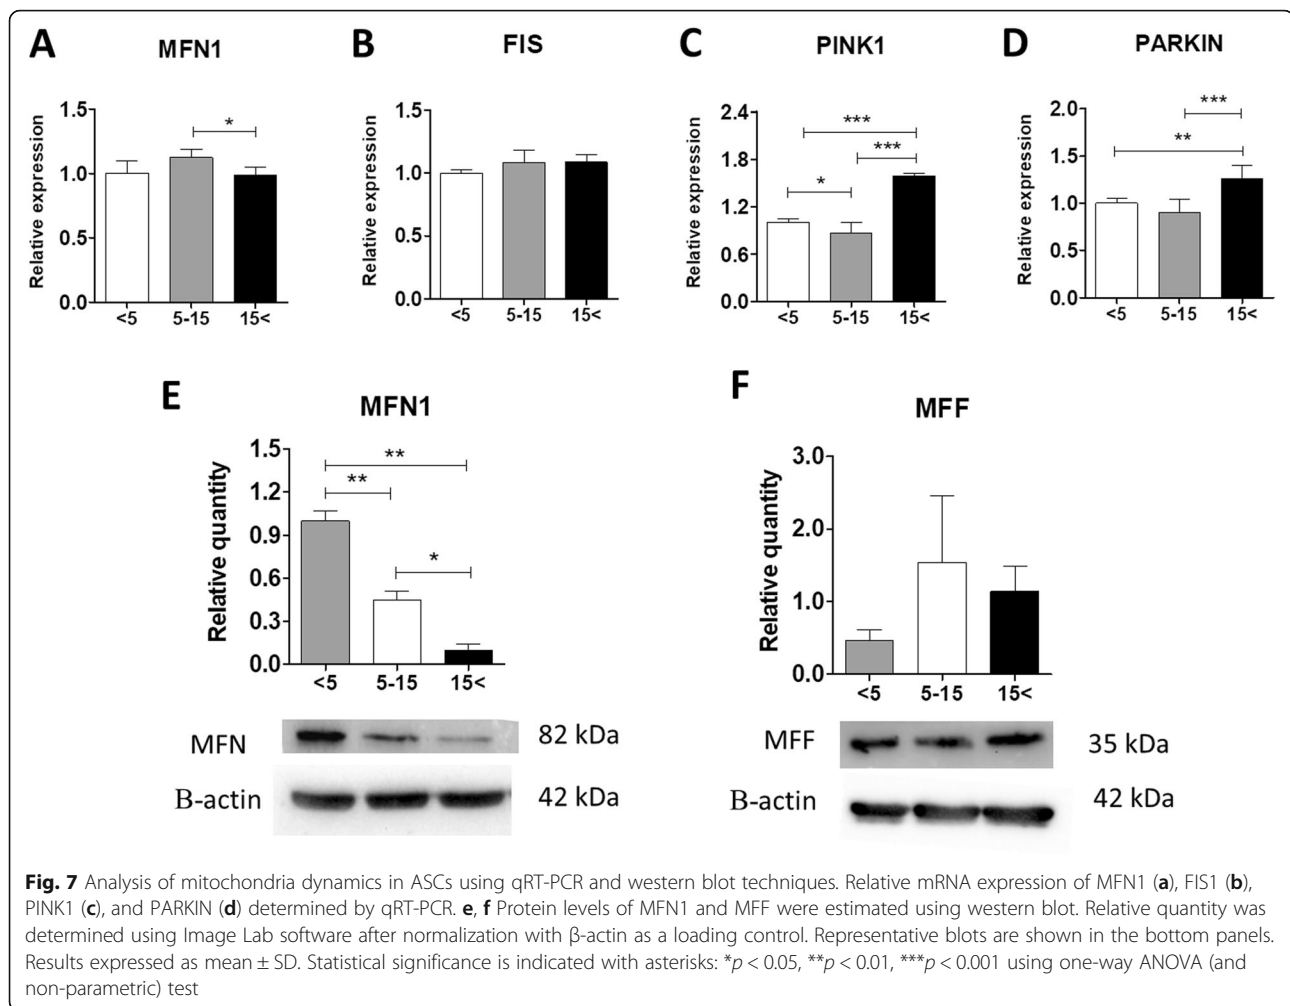 A
MFN1
Relative expression
1.5
1.0
0.5
0.0
*
<5
5-15
15<
B
FIS
Relative expression
1.5
1.0
0.5
0.0
<5
5-15
15<
C
PINK1
Relative expression
2.4
1.8
1.2
0.6
0.0
***
***
*
<5
5-15
15<
D
PARKIN
Relative expression
2.0
1.5
1.0
0.5
0.0
***
**
<5
5-15
15<
E
MFN1
Relative quantity
1.5
1.2
0.9
0.6
0.3
0.0
**
**
*
<5
5-15
15<
MFN
82 kDa
B-actin
42 kDa
F
MFF
Relative quantity
3.0
2.0
1.0
0.0
<5
5-15
15<
MFF
35 kDa
B-actin
42 kDa
Fig. 7 Analysis of mitochondria dynamics in ASCs using qRT-PCR and western blot techniques. Relative mRNA expression of MFN1 (a), FIS1 (b),
PINK1 (c), and PARKIN (d) determined by qRT-PCR. e, f Protein levels of MFN1 and MFF were estimated using western blot. Relative quantity was
determined using Image Lab software after normalization with β-actin as a loading control. Representative blots are shown in the bottom panels.
Results expressed as mean ± SD. Statistical significance is indicated with asterisks: *p < 0.05, **p < 0.01, ***p < 0.001 using one-way ANOVA (and
non-parametric) test